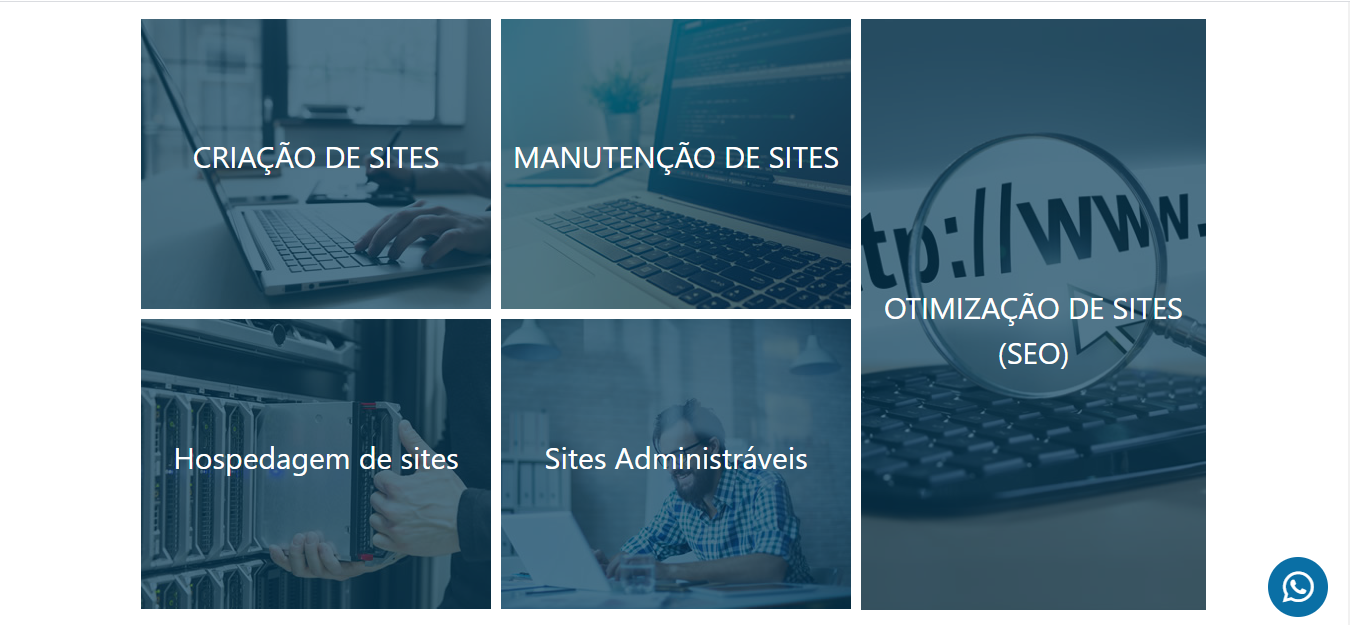 CRIAÇÃO DE SITES
MANUTENÇÃO DE SITES
tp://www.
OTIMIZAÇÃO DE SITES
(SEO)
Hospedagem de sites
Sites Administráveis